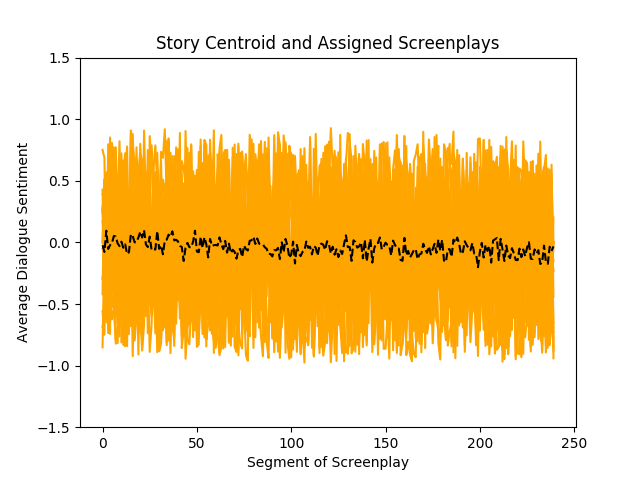 Story Centroid and Assigned Screenplays
1.5
1.0
0.5
0.0
−0.5
−1.0
−1.5
Average Dialogue Sentiment
0 50 100 150 200 250
Segment of Screenplay